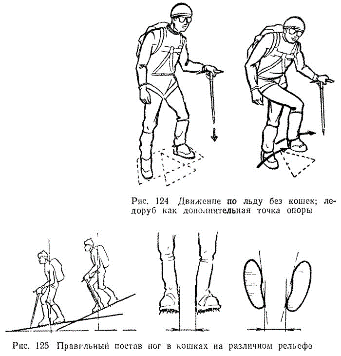 Рис. 124 Движение по льду без кошек; ле-
доруб как дополнительная точка опоры
Рис. 125 Правильный постав ног в кошках на различном рельефе